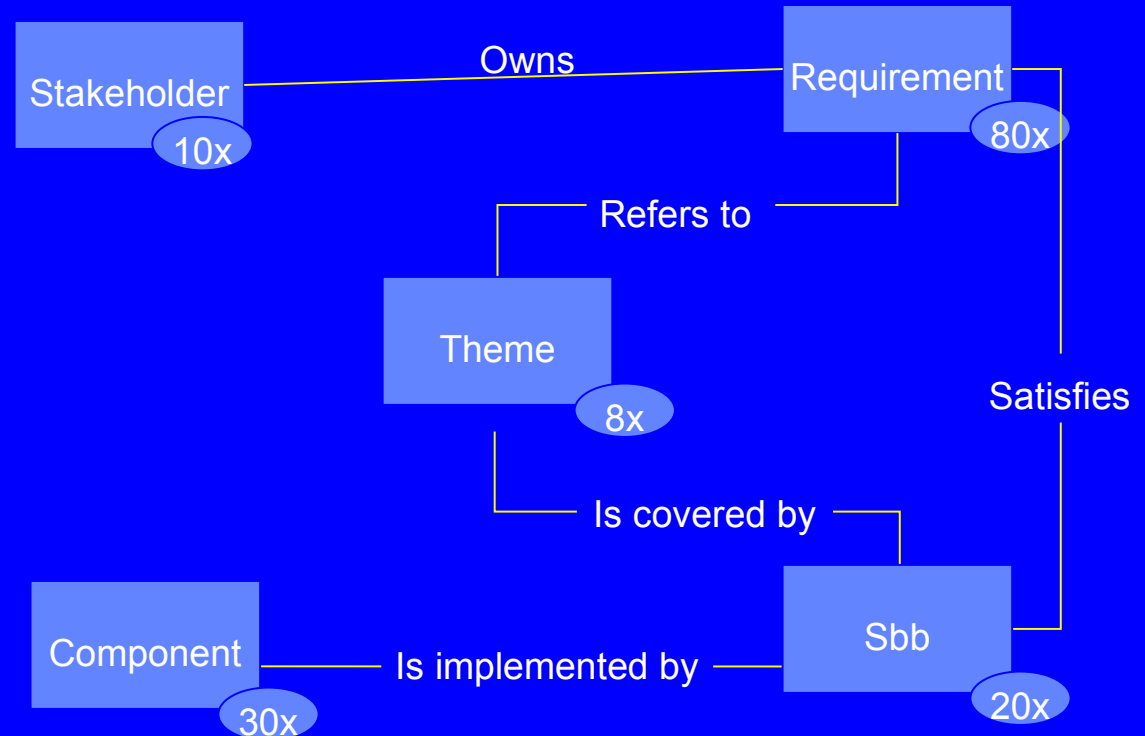 Owns
Stakeholder
10x
Requirement
80x
Refers to
Theme
8x
Satisfies
Is covered by
Component
30x
Is implemented by
Sbb
20x